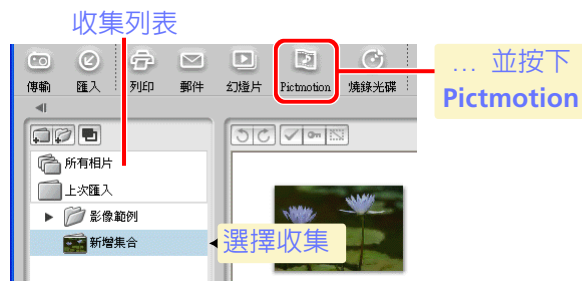 收集列表
傳輸 匯入 列印 郵件 幻燈片 Pictmotion 燒錄光碟
… 並按下
Pictmotion
所有相片
上次匯入
影像範例
新增集合
選擇收集